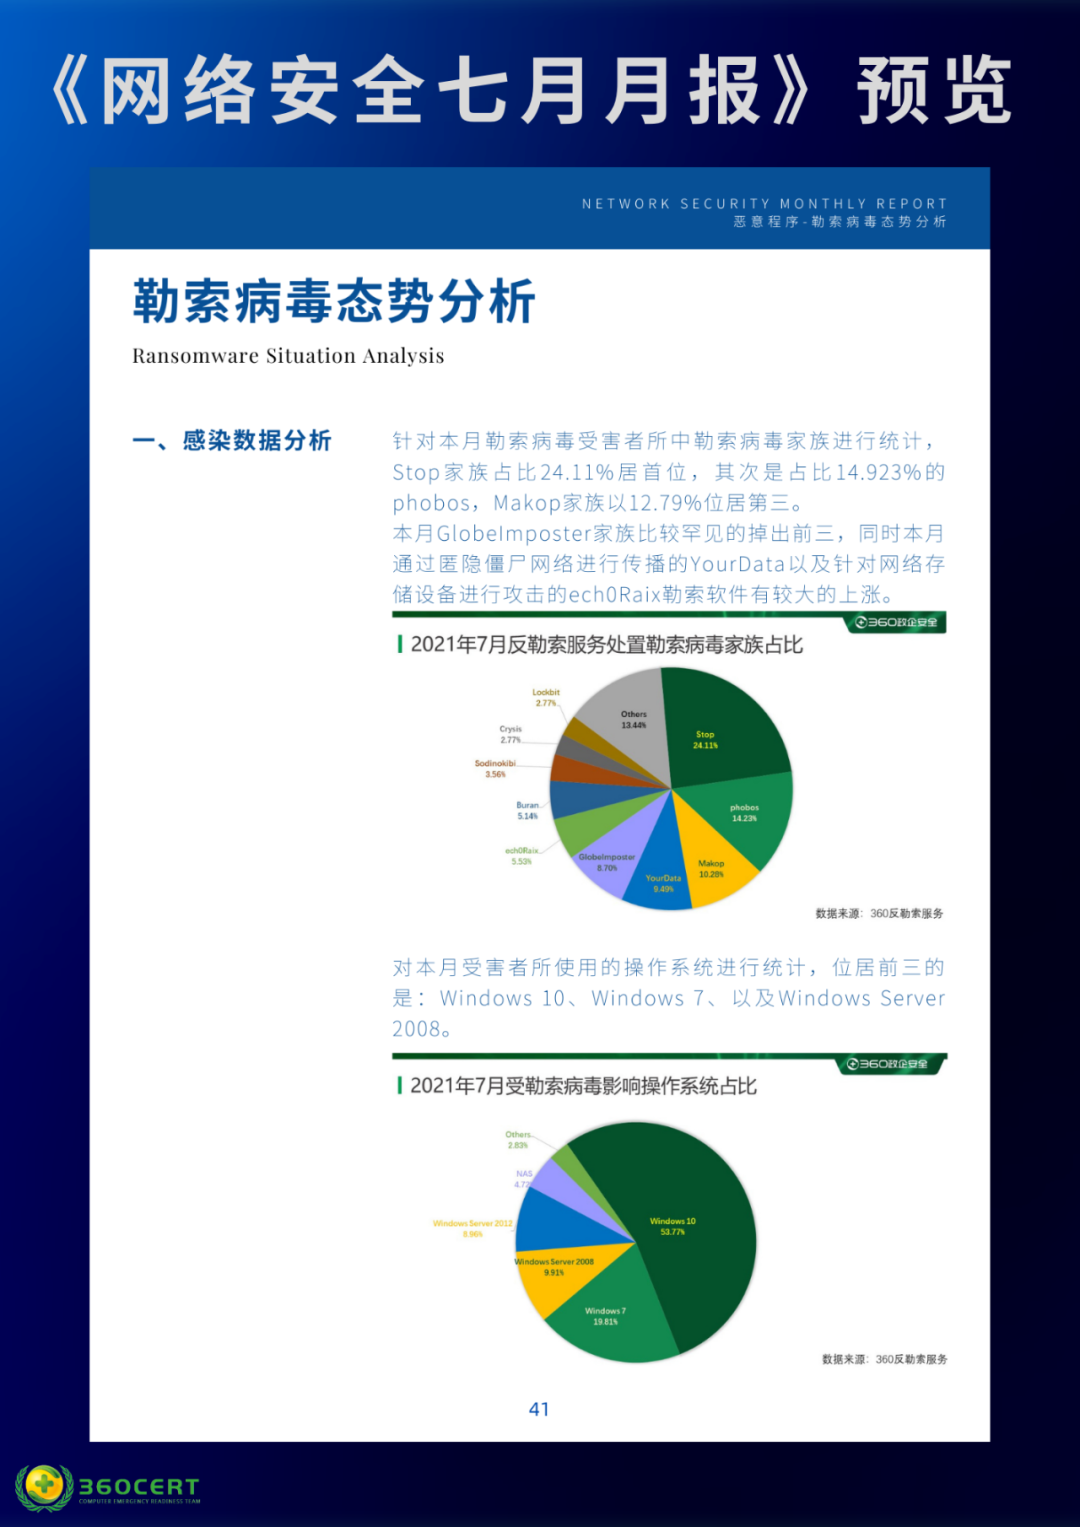 《网络安全七月月报》预览
NETWORK SECURITY MONTHLY REPORT
恶意程序-勒索病毒态势分析
勒索病毒态势分析
Ransomware Situation Analysis
一、感染数据分析
针对本月勒索病毒受害者所中勒索病毒家族进行统计，
Stop家族占比24.11%居首位，其次是占比14.923%的
phobos，Makop家族以12.79%位居第三。
本月GlobeImposter家族比较罕见的掉出前三，同时本月
通过匿隐僵尸网络进行传播的YourData以及针对网络存
储设备进行攻击的ech0Raix勒索软件有较大的上涨。
360政企安全
2021年7月反勒索服务处置勒索病毒家族占比
Lockbit
2.77%
Others
13.44%
Crysis
2.77%
Stop
24.11%
Sodinokibi
3.56%
Buran
5.14%
phobos
14.23%
ech0Raix
5.53%
GlobeImposter
8.70%
Makop
10.28%
YourData
9.49%
数据来源：360反勒索服务
对本月受害者所使用的操作系统进行统计，位居前三的
是：Windows 10、Windows 7、以及Windows Server
2008。
360政企安全
2021年7月受勒索病毒影响操作系统占比
Others
2.83%
NAS
4.72
Windows Server 2012
8.96%
Windows 10
53.77%
Windows Server 2008
9.91%
Windows 7
19.81%
数据来源：360反勒索服务
41
360CERT
COMPUTER EMERGENCY READINESS TEAM